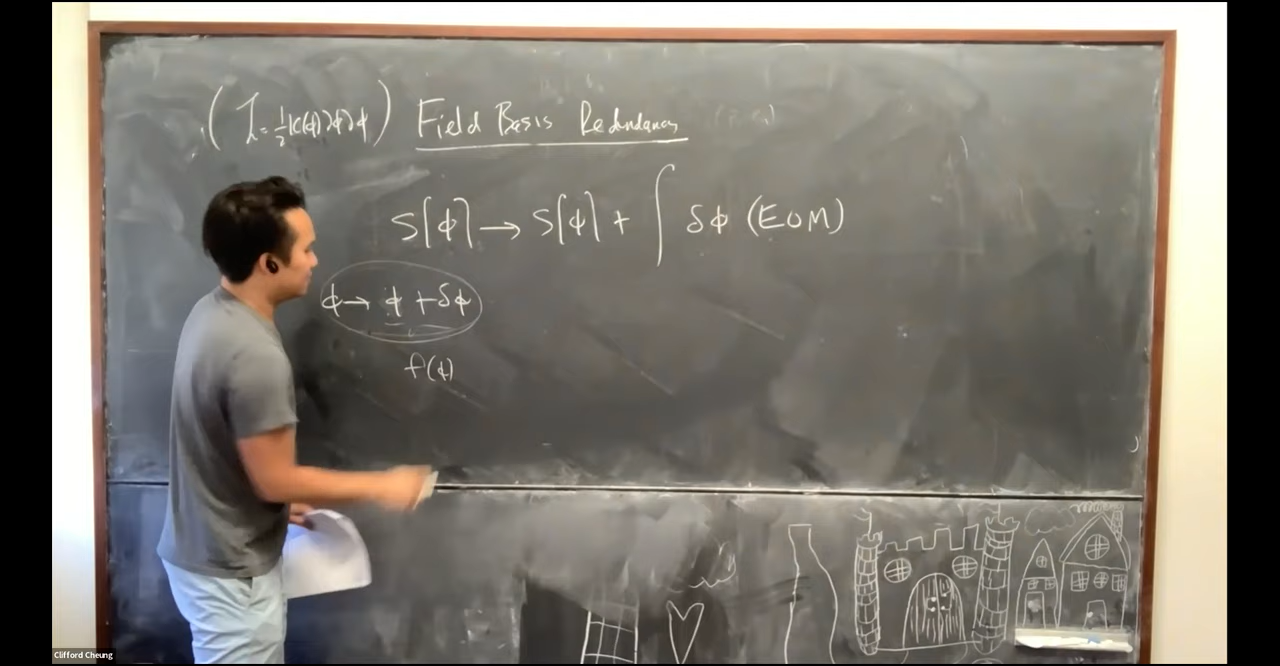 (ℒ = 1/2 K(ϕ) ∂ϕ∂ϕ) Field Basis Redundancy
S[ϕ] → S[ϕ] + ∫ δϕ (EOM)
ϕ → ϕ + δϕ
f(ϕ)
Clifford Cheung